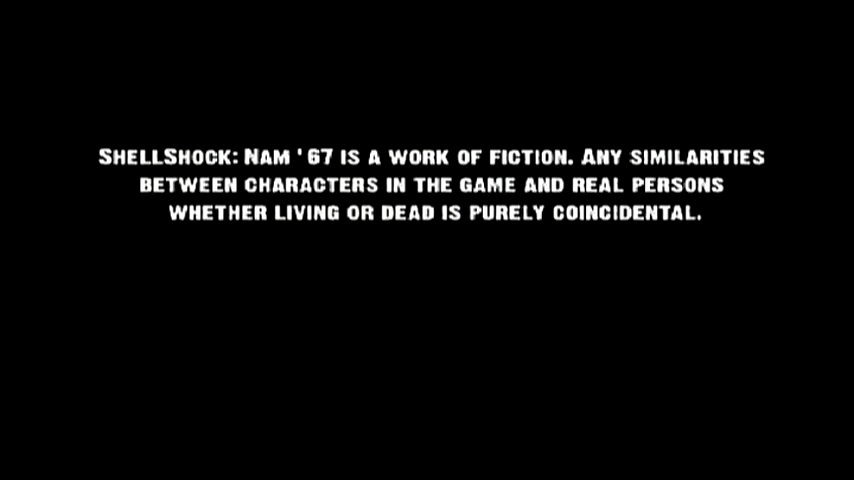 ShellShock: Nam '67 is a work of fiction. Any similarities
between characters in the game and real persons
whether living or dead is purely coincidental.